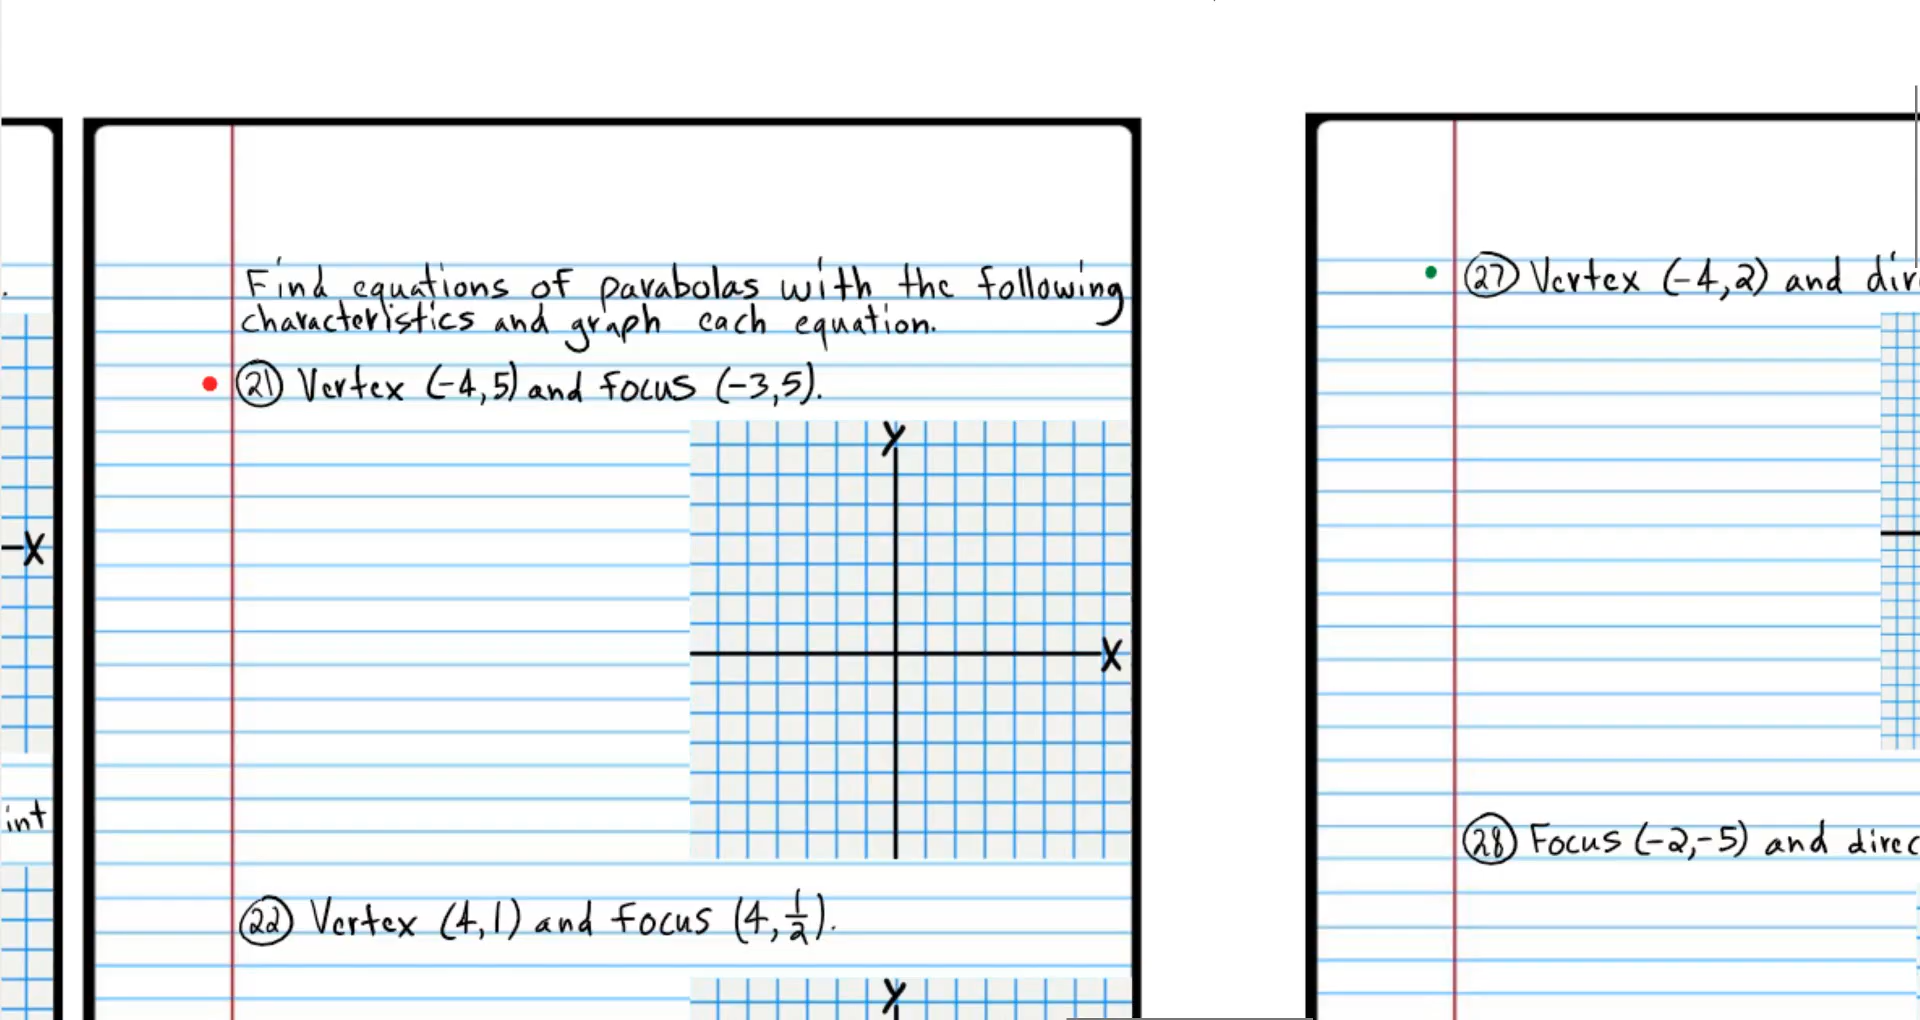 Find equations of parabolas with the following
characteristics and graph each equation.
21 Vertex (-4,5) and focus (-3,5).
Y
X
22 Vertex (4,1) and focus (4,1/2).
Y
X
int
27 Vertex (-4,2) and dir
28 Focus (-2,-5) and direc